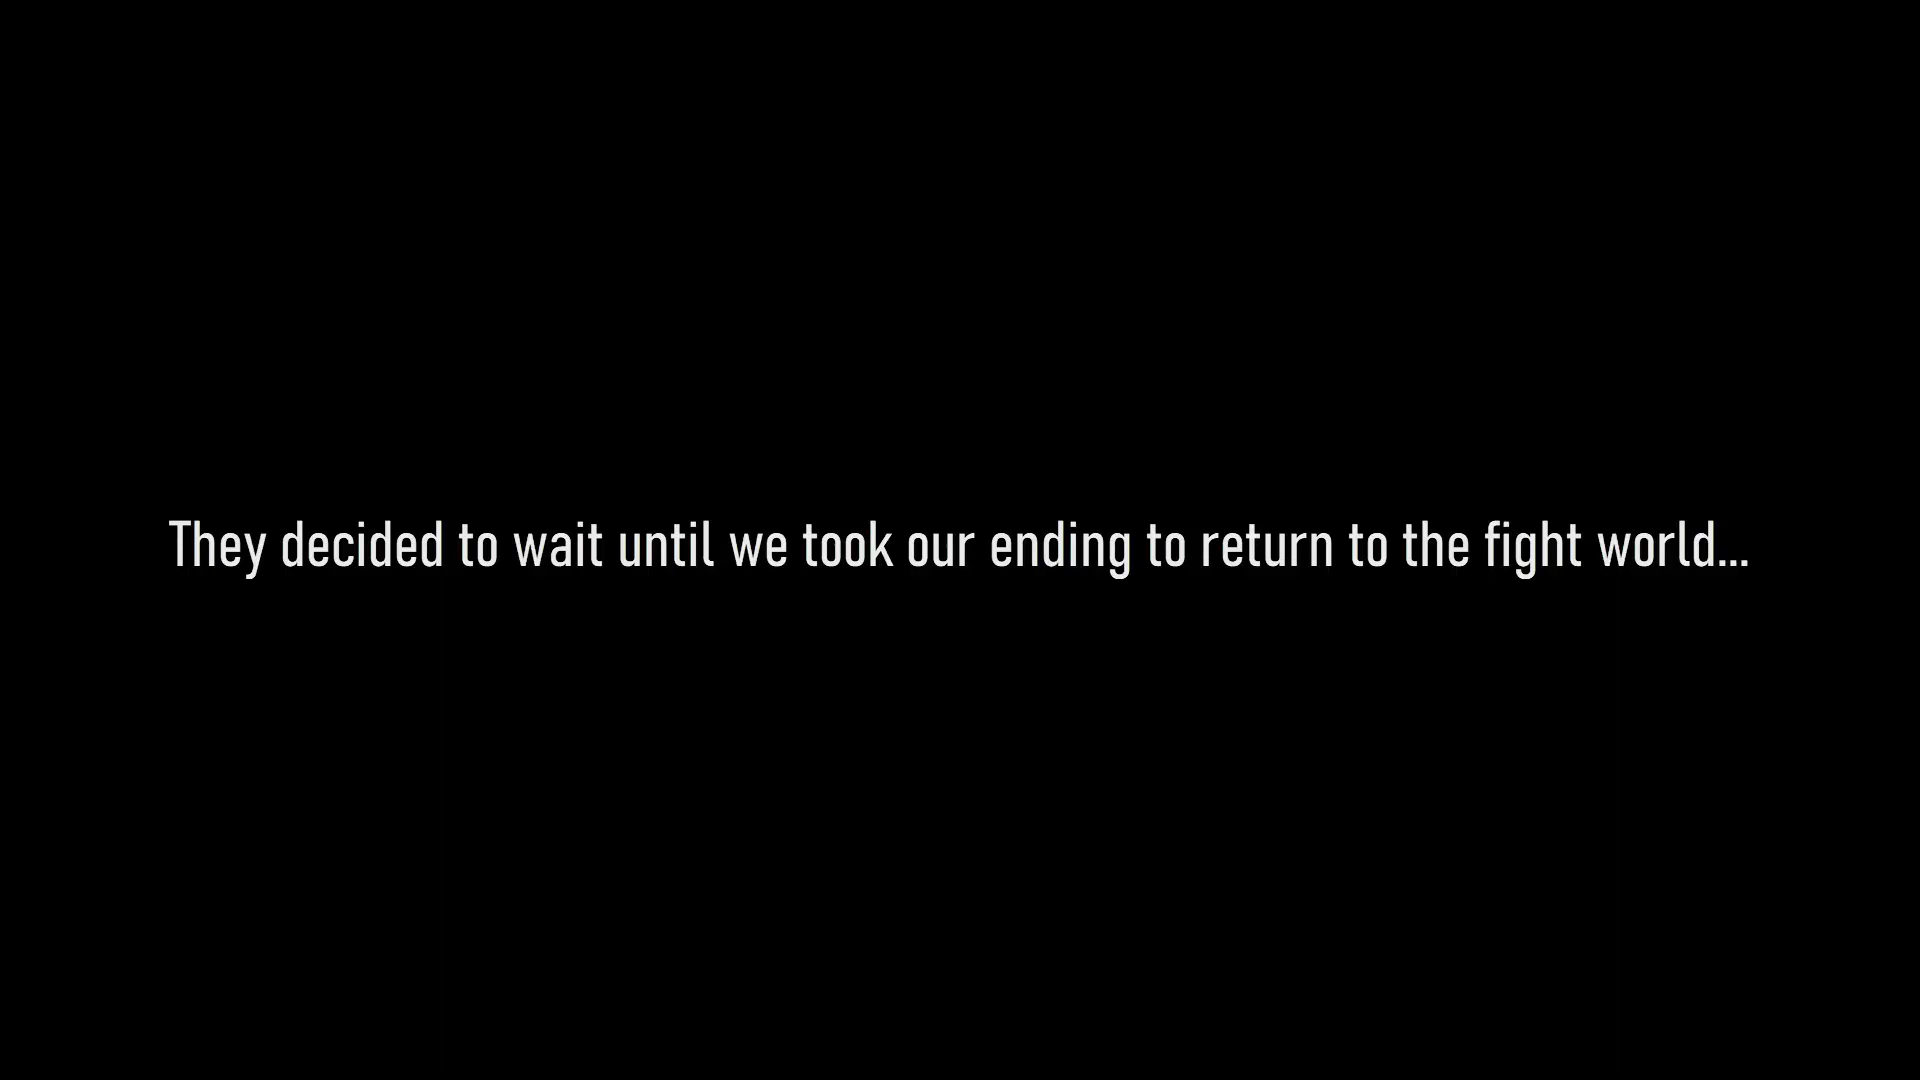 They decided to wait until we took our ending to return to the fight world...